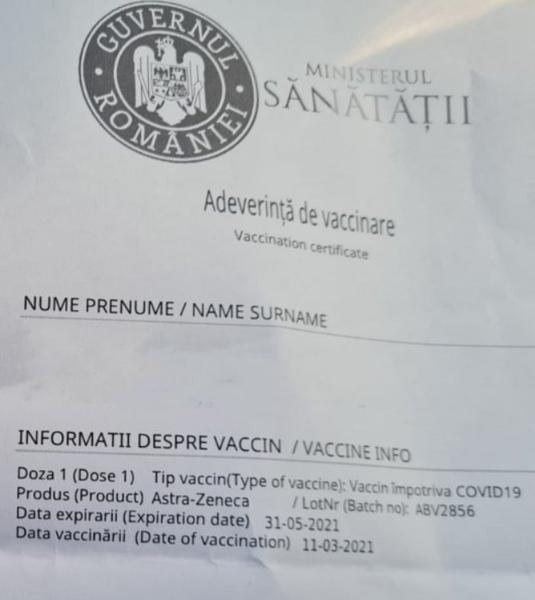 GUVERNUL
ROMÂNIEI
MINISTERUL
SĂNĂTĂȚII
Adeverință de vaccinare
Vaccination certificate
NUME PRENUME / NAME SURNAME
INFORMATII DESPRE VACCIN / VACCINE INFO
Doza 1 (Dose 1) Tip vaccin(Type of vaccine): Vaccin împotriva COVID19
Produs (Product) Astra-Zeneca / LotNr (Batch no): ABV2856
Data expirarii (Expiration date) 31-05-2021
Data vaccinării (Date of vaccination) 11-03-2021